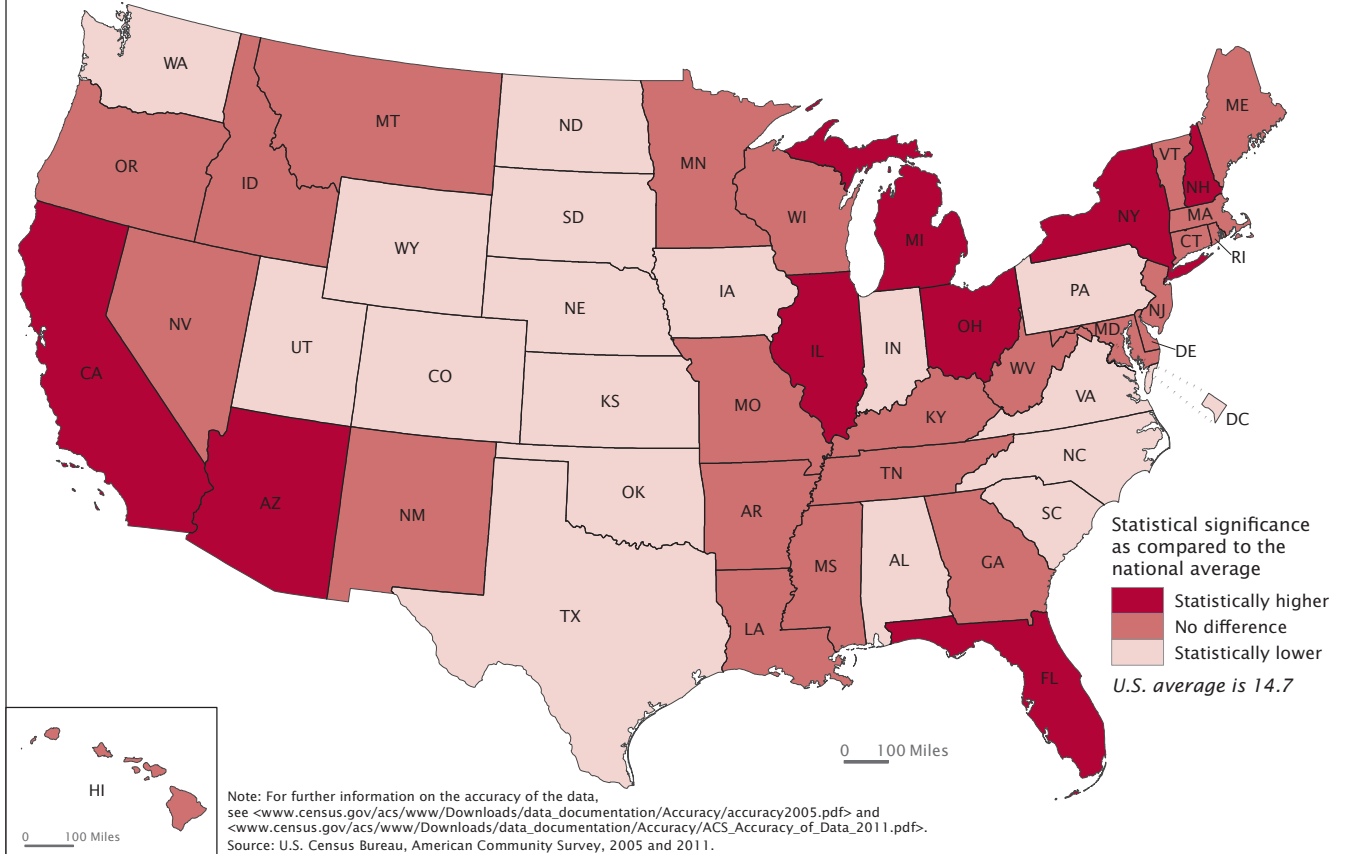 WA
MT
ND
MN
ME
VT
NH
OR
ID
SD
WI
NY
MA
WY
MI
CT
RI
IA
PA
NE
NV
NJ
UT
OH
MD
IL
IN
DE
CO
WV
CA
VA
KS
MO
KY
DC
NC
TN
OK
AZ
NM
AR
SC
MS
AL
GA
TX
LA
FL
HI
Statistical significance
as compared to the
national average
Statistically higher
No difference
Statistically lower
U.S. average is 14.7
0 100 Miles
0 100 Miles
Note: For further information on the accuracy of the data,
see <www.census.gov/acs/www/Downloads/data_documentation/Accuracy/accuracy2005.pdf> and
<www.census.gov/acs/www/Downloads/data_documentation/Accuracy/ACS_Accuracy_of_Data_2011.pdf>.
Source: U.S. Census Bureau, American Community Survey, 2005 and 2011.